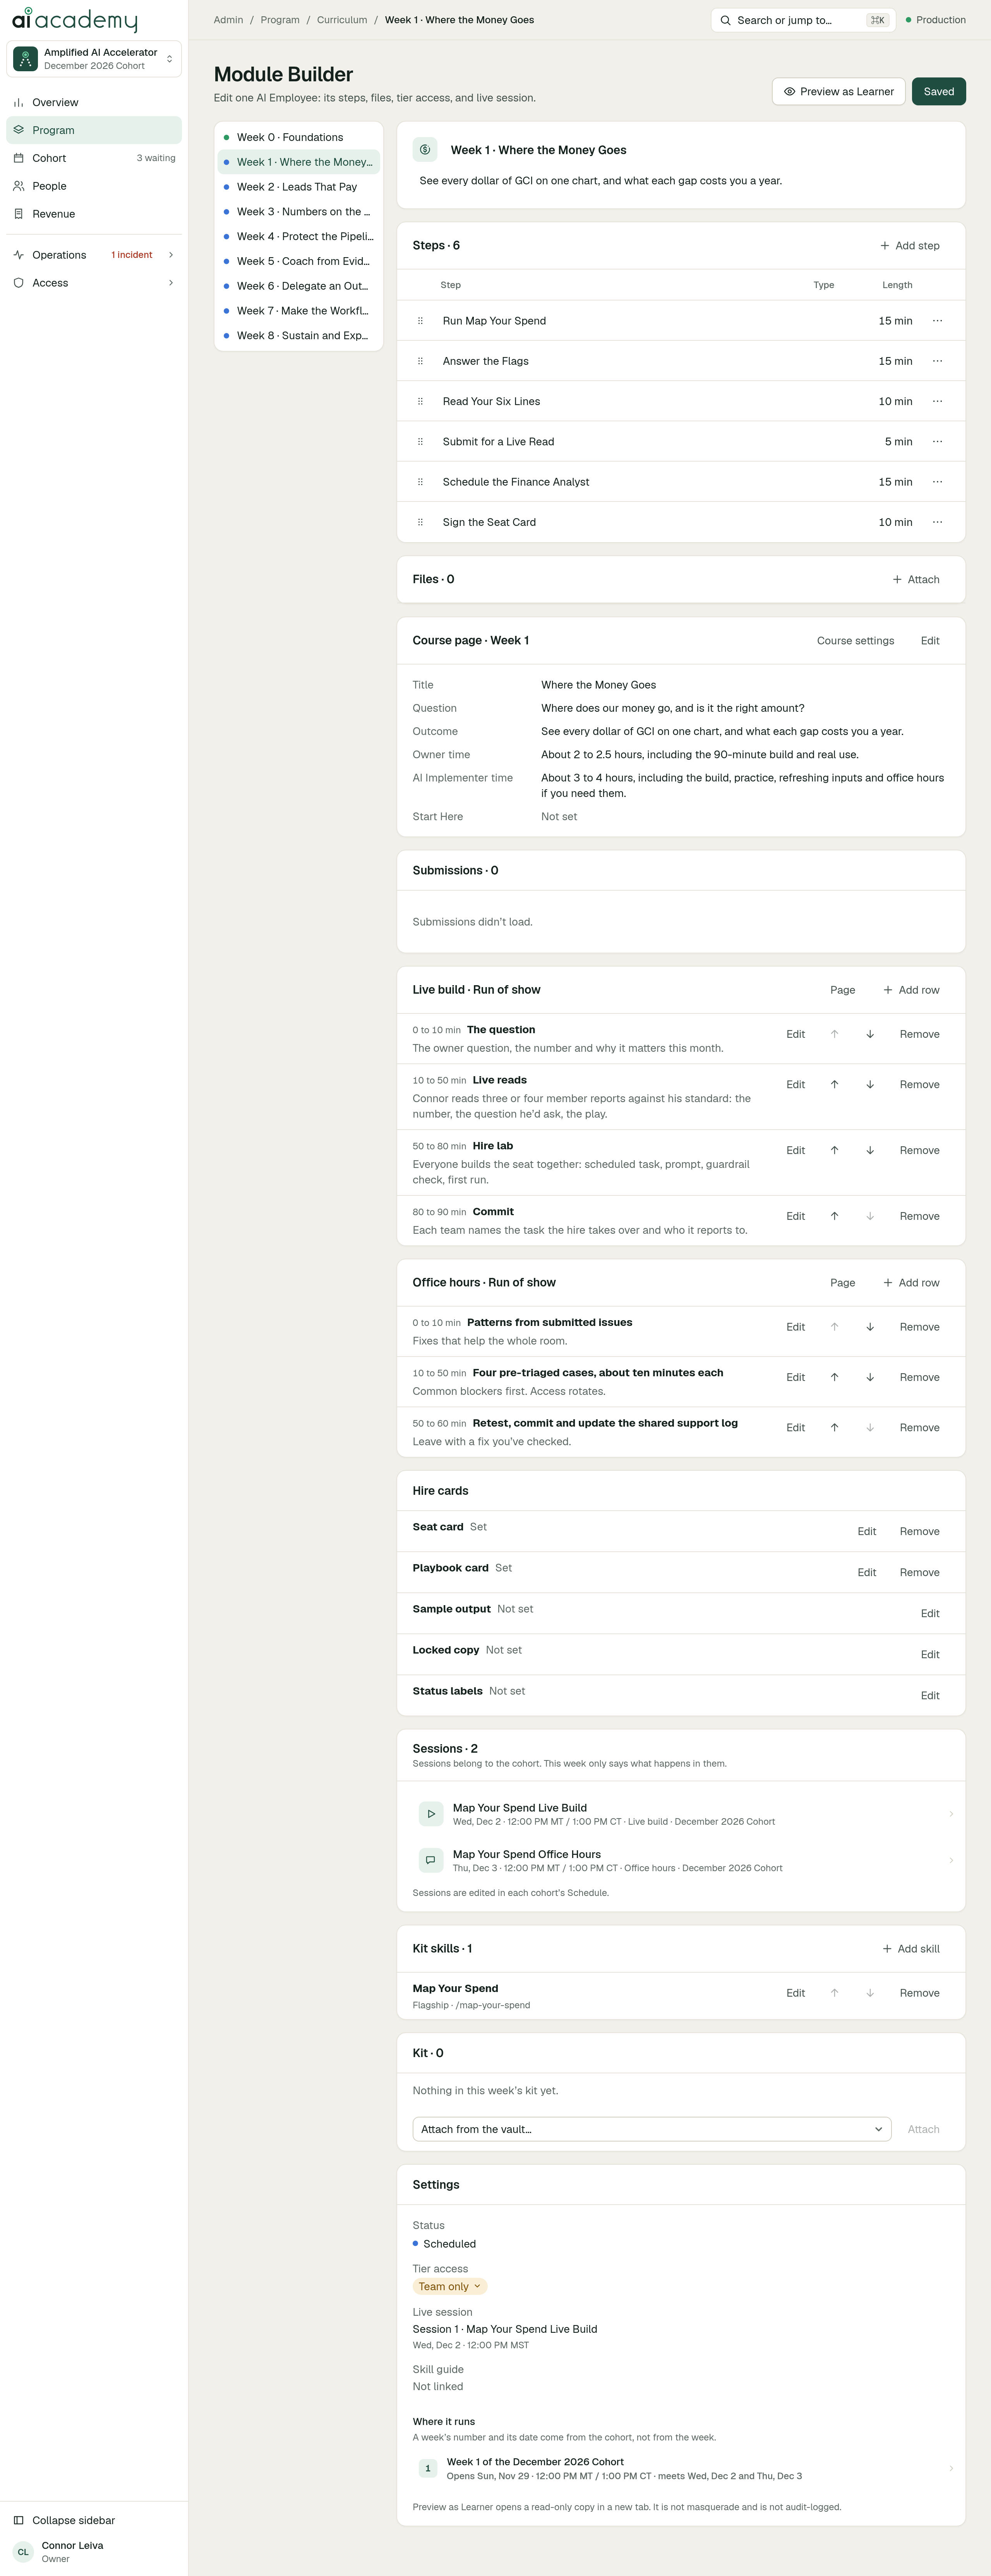 ai academy
Amplified AI Accelerator
December 2026 Cohort
Overview
Program
Cohort 3 waiting
People
Revenue
Operations 1 incident
Access
Collapse sidebar
CL Connor Leiva
Owner
Admin / Program / Curriculum / Week 1 · Where the Money Goes
Search or jump to... ⌘K
Production
Module Builder
Edit one AI Employee: its steps, files, tier access, and live session.
Preview as Learner
Saved
Week 0 · Foundations
Week 1 · Where the Money...
Week 2 · Leads That Pay
Week 3 · Numbers on the ...
Week 4 · Protect the Pipeli...
Week 5 · Coach from Evid...
Week 6 · Delegate an Out...
Week 7 · Make the Workfl...
Week 8 · Sustain and Exp...
Week 1 · Where the Money Goes
See every dollar of GCI on one chart, and what each gap costs you a year.
Steps · 6
+ Add step
Step Type Length
Run Map Your Spend 15 min ...
Answer the Flags 15 min ...
Read Your Six Lines 10 min ...
Submit for a Live Read 5 min ...
Schedule the Finance Analyst 15 min ...
Sign the Seat Card 10 min ...
Files · 0
+ Attach
Course page · Week 1
Course settings Edit
Title Where the Money Goes
Question Where does our money go, and is it the right amount?
Outcome See every dollar of GCI on one chart, and what each gap costs you a year.
Owner time About 2 to 2.5 hours, including the 90-minute build and real use.
AI Implementer time About 3 to 4 hours, including the build, practice, refreshing inputs and office hours
if you need them.
Start Here Not set
Submissions · 0
Submissions didn't load.
Live build · Run of show
Page + Add row
0 to 10 min The question
Edit ↑ ↓ Remove
The owner question, the number and why it matters this month.
10 to 50 min Live reads
Edit ↑ ↓ Remove
Connor reads three or four member reports against his standard: the
number, the question he'd ask, the play.
50 to 80 min Hire lab
Edit ↑ ↓ Remove
Everyone builds the seat together: scheduled task, prompt, guardrail
check, first run.
80 to 90 min Commit
Edit ↑ ↓ Remove
Each team names the task the hire takes over and who it reports to.
Office hours · Run of show
Page + Add row
0 to 10 min Patterns from submitted issues
Edit ↑ ↓ Remove
Fixes that help the whole room.
10 to 50 min Four pre-triaged cases, about ten minutes each
Edit ↑ ↓ Remove
Common blockers first. Access rotates.
50 to 60 min Retest, commit and update the shared support log
Edit ↑ ↓ Remove
Leave with a fix you've checked.
Hire cards
Seat card Set
Edit Remove
Playbook card Set
Edit Remove
Sample output Not set
Edit
Locked copy Not set
Edit
Status labels Not set
Edit
Sessions · 2
Sessions belong to the cohort. This week only says what happens in them.
Map Your Spend Live Build
Wed, Dec 2 · 12:00 PM MT / 1:00 PM CT · Live build · December 2026 Cohort
Map Your Spend Office Hours
Thu, Dec 3 · 12:00 PM MT / 1:00 PM CT · Office hours · December 2026 Cohort
Sessions are edited in each cohort's Schedule.
Kit skills · 1
+ Add skill
Map Your Spend
Edit ↑ ↓ Remove
Flagship · /map-your-spend
Kit · 0
Nothing in this week's kit yet.
Attach from the vault...
Attach
Settings
Status
Scheduled
Tier access
Team only
Live session
Session 1 · Map Your Spend Live Build
Wed, Dec 2 · 12:00 PM MST
Skill guide
Not linked
Where it runs
A week's number and its date come from the cohort, not from the week.
1 Week 1 of the December 2026 Cohort
Opens Sun, Nov 29 · 12:00 PM MT / 1:00 PM CT · meets Wed, Dec 2 and Thu, Dec 3
Preview as Learner opens a read-only copy in a new tab. It is not masquerade and is not audit-logged.